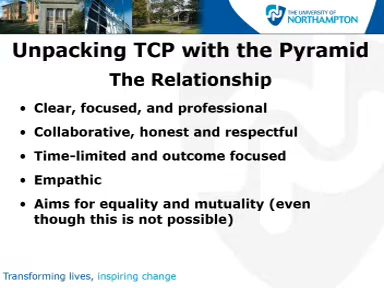 THE UNIVERSITY OF
NORTHAMPTON
Unpacking TCP with the Pyramid
The Relationship
• Clear, focused, and professional
• Collaborative, honest and respectful
• Time-limited and outcome focused
• Empathic
• Aims for equality and mutuality (even
though this is not possible)
Transforming lives, inspiring change